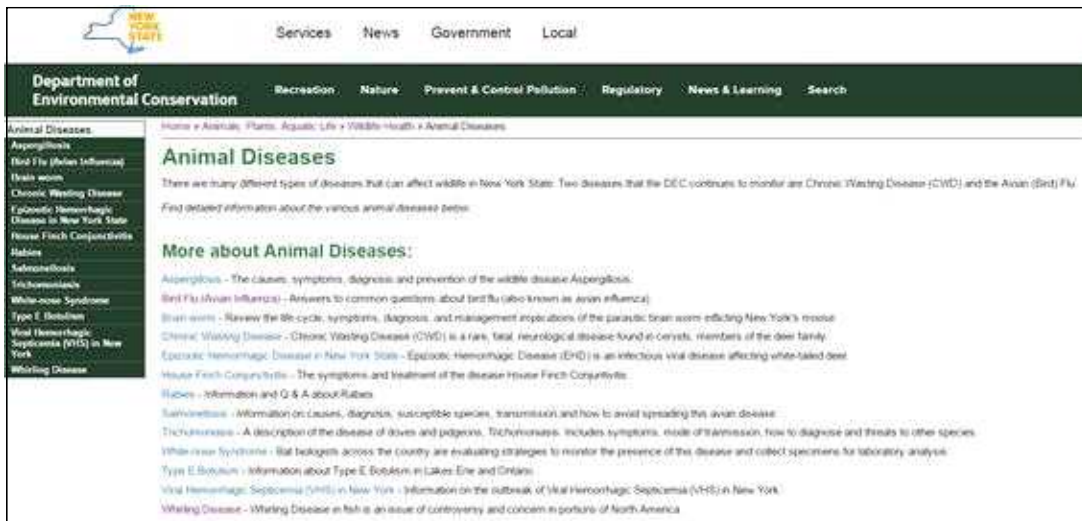 NEW
YORK
STATE
Services News Government Local
Department of
Environmental Conservation
Recreation Nature Prevent & Control Pollution Regulatory News & Learning Search
Animal Diseases
Aspergillosis
Bird Flu (Avian Influenza)
Brain worm
Chronic Wasting Disease
Epizootic Hemorrhagic
Disease in New York State
House Finch Conjunctivitis
Rabies
Salmonellosis
Trichomoniasis
White-nose Syndrome
Type E Botulism
Viral Hemorrhagic
Septicemia (VHS) in New
York
Whirling Disease
Home » Animals, Plants, Aquatic Life » Wildlife Health » Animal Diseases
Animal Diseases
There are many different types of diseases that can affect wildlife in New York State. Two diseases that the DEC continues to monitor are Chronic Wasting Disease (CWD) and the Avian (Bird) Flu.
Find detailed information about the various animal diseases below.
More about Animal Diseases:
Aspergillosis - The causes, symptoms, diagnosis and prevention of the wildlife disease Aspergillosis.
Bird Flu (Avian Influenza) - Answers to common questions about bird flu (also known as avian influenza).
Brain worm - Review the life cycle, symptoms, diagnosis, and management implications of the parasitic brain worm inflicting New York's moose
Chronic Wasting Disease - Chronic Wasting Disease (CWD) is a rare, fatal, neurological disease found in cervids, members of the deer family.
Epizootic Hemorrhagic Disease in New York State - Epizootic Hemorrhagic Disease (EHD) is an infectious viral disease affecting white-tailed deer.
House Finch Conjunctivitis - The symptoms and treatment of the disease House Finch Conjuntivitis.
Rabies - Information and Q & A about Rabies
Salmonellosis - Information on causes, diagnosis, susceptible species, transmission and how to avoid spreading this avian disease.
Trichomoniasis - A description of the disease of doves and pidgeons, Trichomoniasis. Includes symptoms, mode of tranmission, how to diagnose and threats to other species.
White-nose Syndrome - Bat biologists across the country are evaluating strategies to monitor the presence of this disease and collect specimens for laboratory analysis.
Type E Botulism - Information about Type E Botulism in Lakes Erie and Ontario.
Viral Hemorrhagic Septicemia (VHS) in New York - Information on the outbreak of Viral Hemorrhagic Septicemia (VHS) in New York
Whirling Disease - Whirling Disease in fish is an issue of controversy and concern in portions of North America